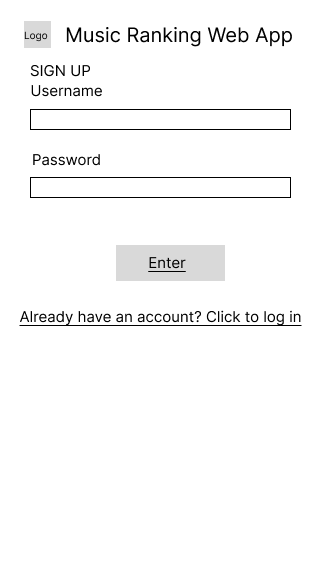 Logo Music Ranking Web App
SIGN UP
Username
Password
Enter
Already have an account? Click to log in